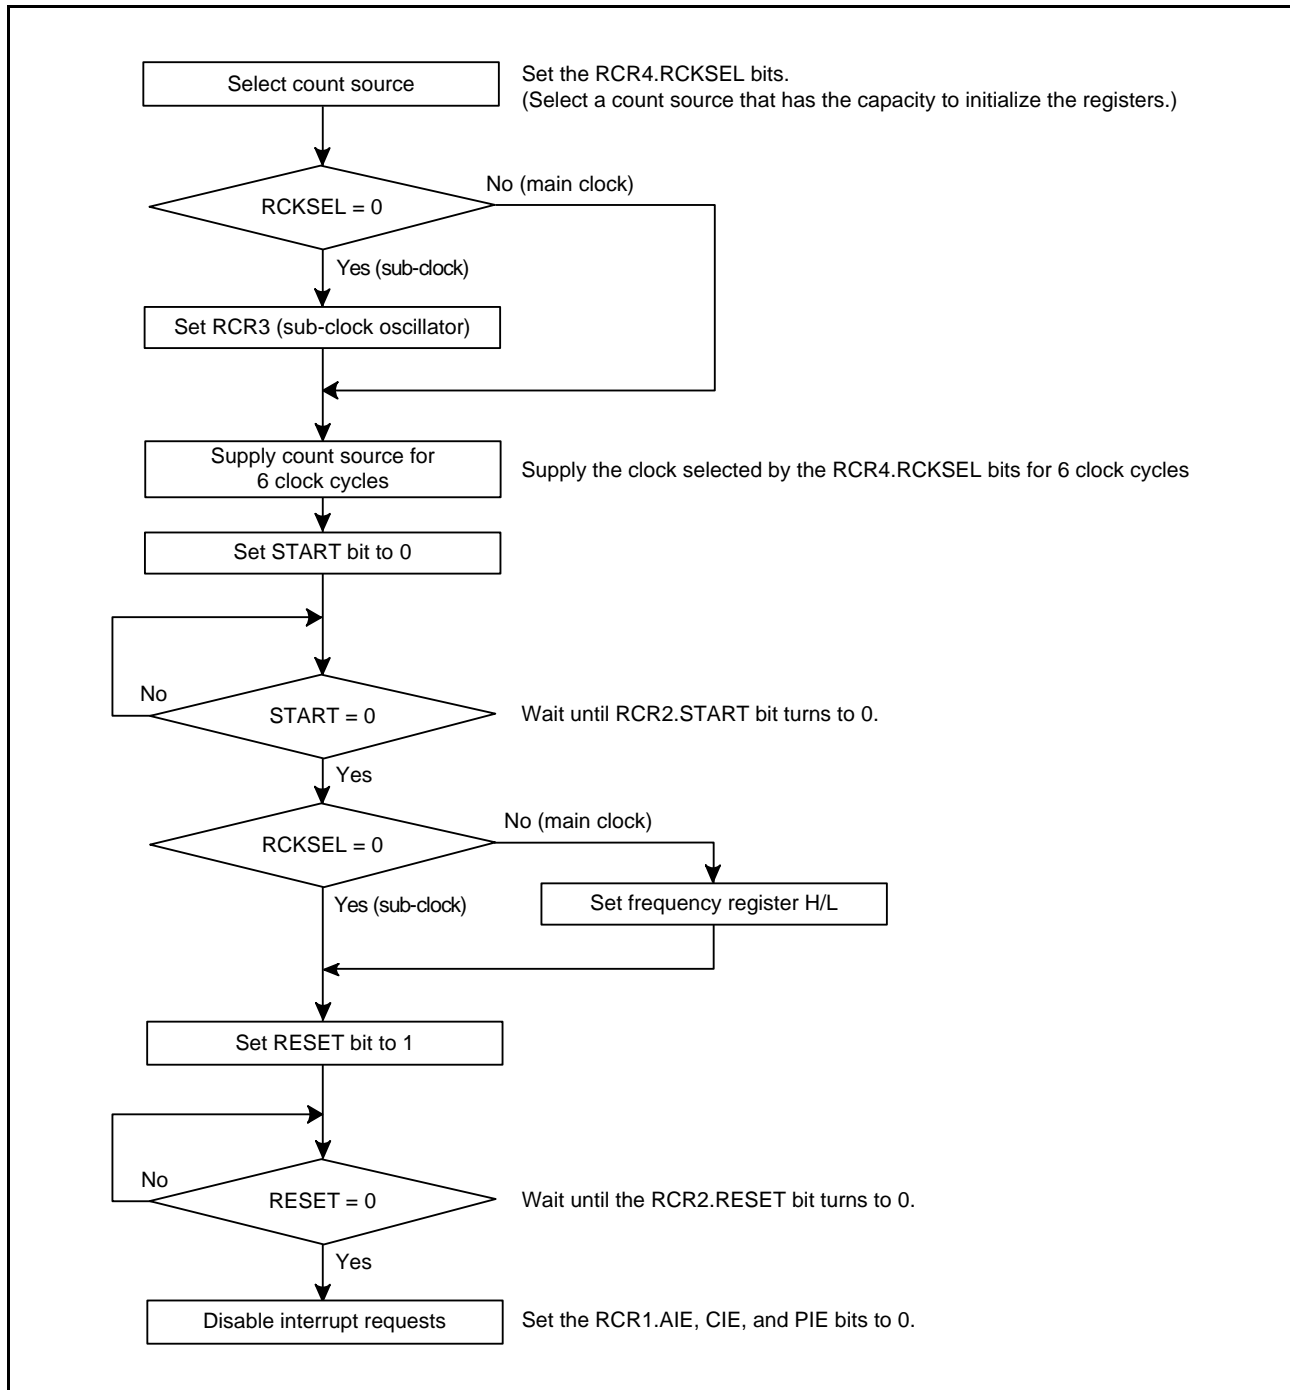 Select count source
Set the RCR4.RCKSEL bits.
(Select a count source that has the capacity to initialize the registers.)
RCKSEL = 0
No (main clock)
Yes (sub-clock)
Set RCR3 (sub-clock oscillator)
Supply count source for
6 clock cycles
Supply the clock selected by the RCR4.RCKSEL bits for 6 clock cycles
Set START bit to 0
No
START = 0
Wait until RCR2.START bit turns to 0.
Yes
RCKSEL = 0
No (main clock)
Yes (sub-clock)
Set frequency register H/L
Set RESET bit to 1
No
RESET = 0
Wait until the RCR2.RESET bit turns to 0.
Yes
Disable interrupt requests
Set the RCR1.AIE, CIE, and PIE bits to 0.